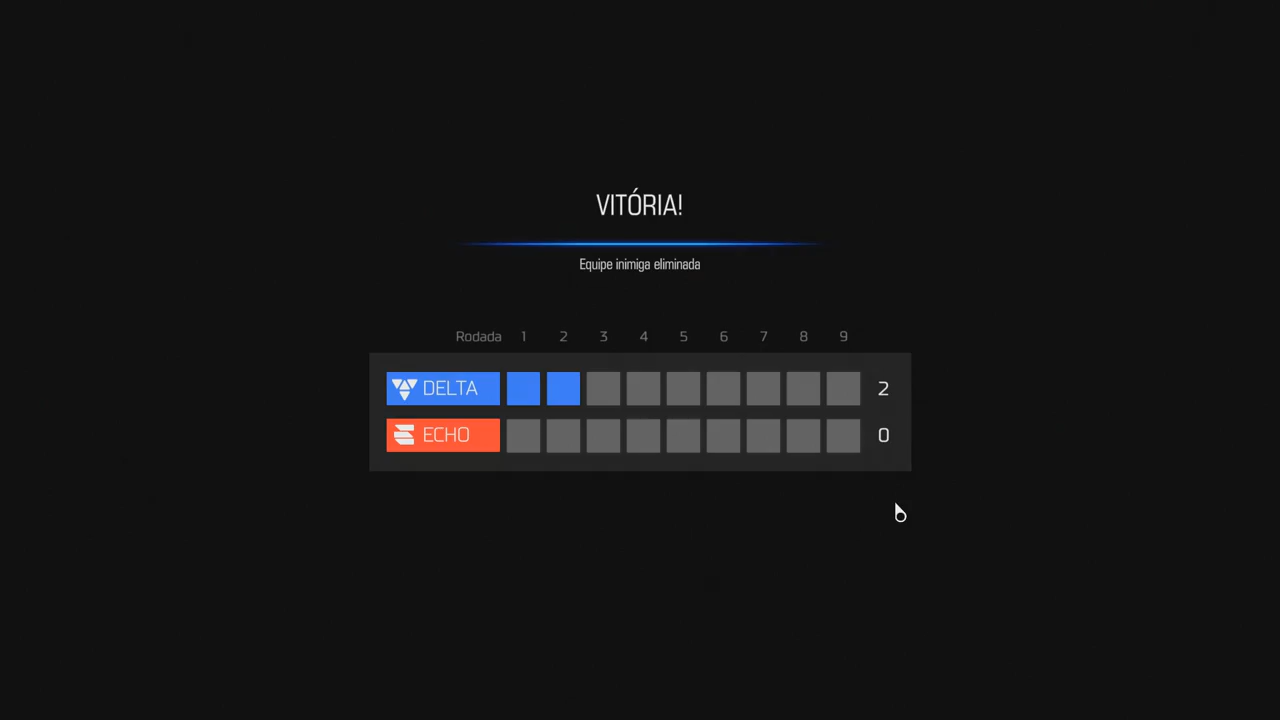 VITÓRIA!
Equipe inimiga eliminada
Rodada 1 2 3 4 5 6 7 8 9
DELTA 2
ECHO 0